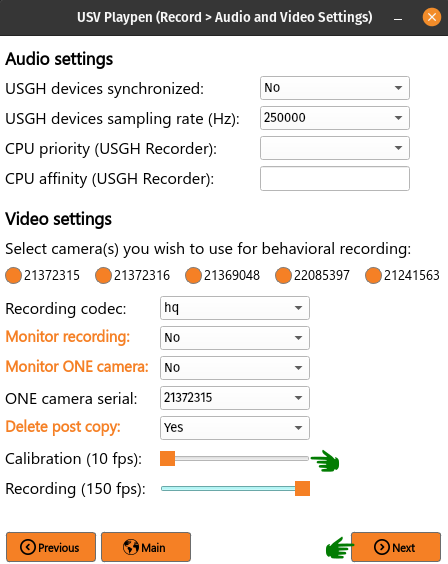 USV Playpen (Record > Audio and Video Settings)
Audio settings
USGH devices synchronized: No
USGH devices sampling rate (Hz): 250000
CPU priority (USGH Recorder):
CPU affinity (USGH Recorder):
Video settings
Select camera(s) you wish to use for behavioral recording:
21372315 21372316 21369048 22085397 21241563
Recording codec: hq
Monitor recording: No
Monitor ONE camera: No
ONE camera serial: 21372315
Delete post copy: Yes
Calibration (10 fps):
Recording (150 fps):
Previous Main Next